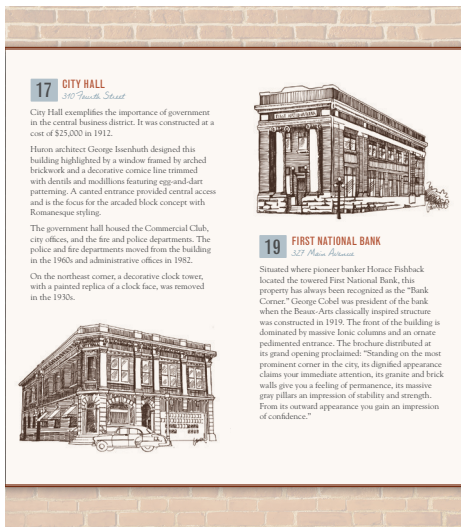 17 CITY HALL
310 Fourth Street
City Hall exemplifies the importance of government
in the central business district. It was constructed at a
cost of $25,000 in 1912.
Huron architect George Issenhuth designed this
building highlighted by a window framed by arched
brickwork and a decorative cornice line trimmed
with dentils and modillions featuring egg-and-dart
patterning. A canted entrance provided central access
and is the focus for the arcaded block concept with
Romanesque styling.
The government hall housed the Commercial Club,
city offices, and the fire and police departments. The
police and fire departments moved from the building
in the 1960s and administrative offices in 1982.
On the northeast corner, a decorative clock tower,
with a painted replica of a clock face, was removed
in the 1930s.
19 FIRST NATIONAL BANK
327 Main Avenue
Situated where pioneer banker Horace Fishback
located the towered First National Bank, this
property has always been recognized as the “Bank
Corner.” George Cobel was president of the bank
when the Beaux-Arts classically inspired structure
was constructed in 1919. The front of the building is
dominated by massive Ionic columns and an ornate
pedimented entrance. The brochure distributed at
its grand opening proclaimed: “Standing on the most
prominent corner in the city, its dignified appearance
claims your immediate attention, its granite and brick
walls give you a feeling of permanence, its massive
gray pillars an impression of stability and strength.
From its outward appearance you gain an impression
of confidence.”